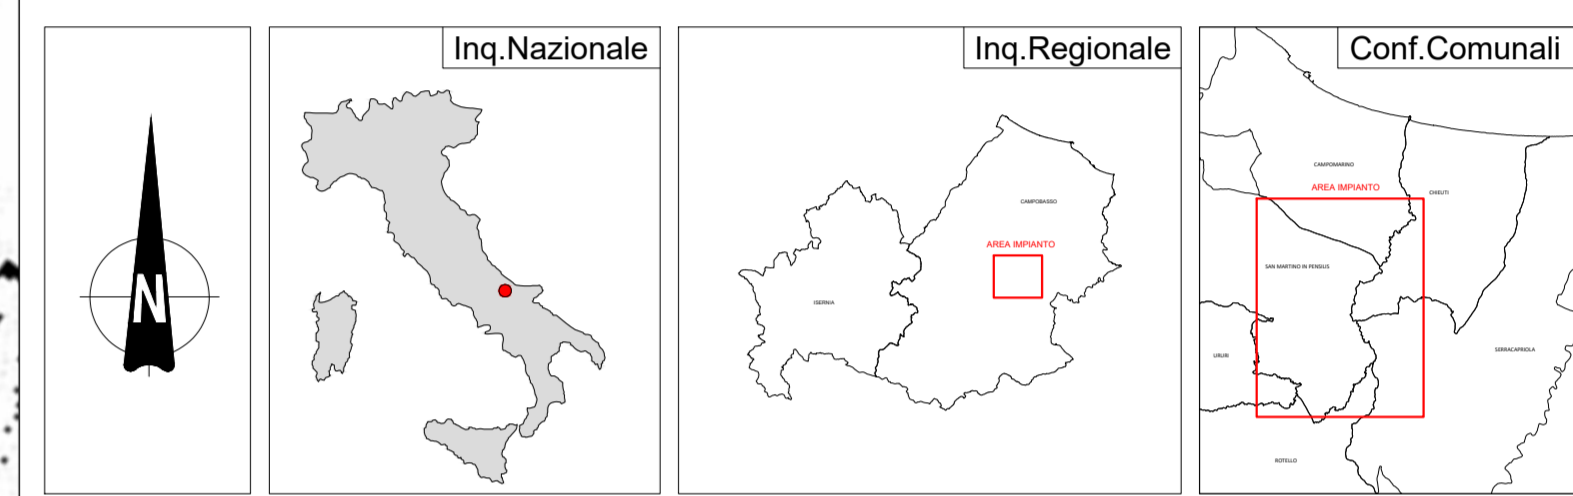 N
Inq.Nazionale
Inq.Regionale
CAMPOBASSO
AREA IMPIANTO
ISERNIA
Conf.Comunali
CAMPOMARINO
AREA IMPIANTO
CHIEUTI
SAN MARTINO IN PENSILIS
URURI
SERRACAPRIOLA
ROTELLO